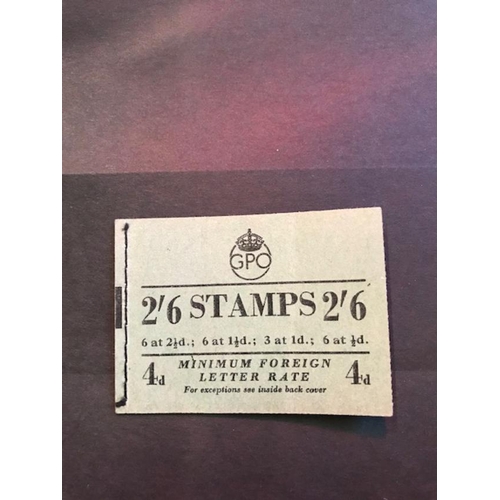 GPO
2/6 STAMPS 2/6
6 at 2½d.; 6 at 1½d.; 3 at 1d.; 6 at ½d.
4d MINIMUM FOREIGN 4d
LETTER RATE
For exceptions see inside back cover